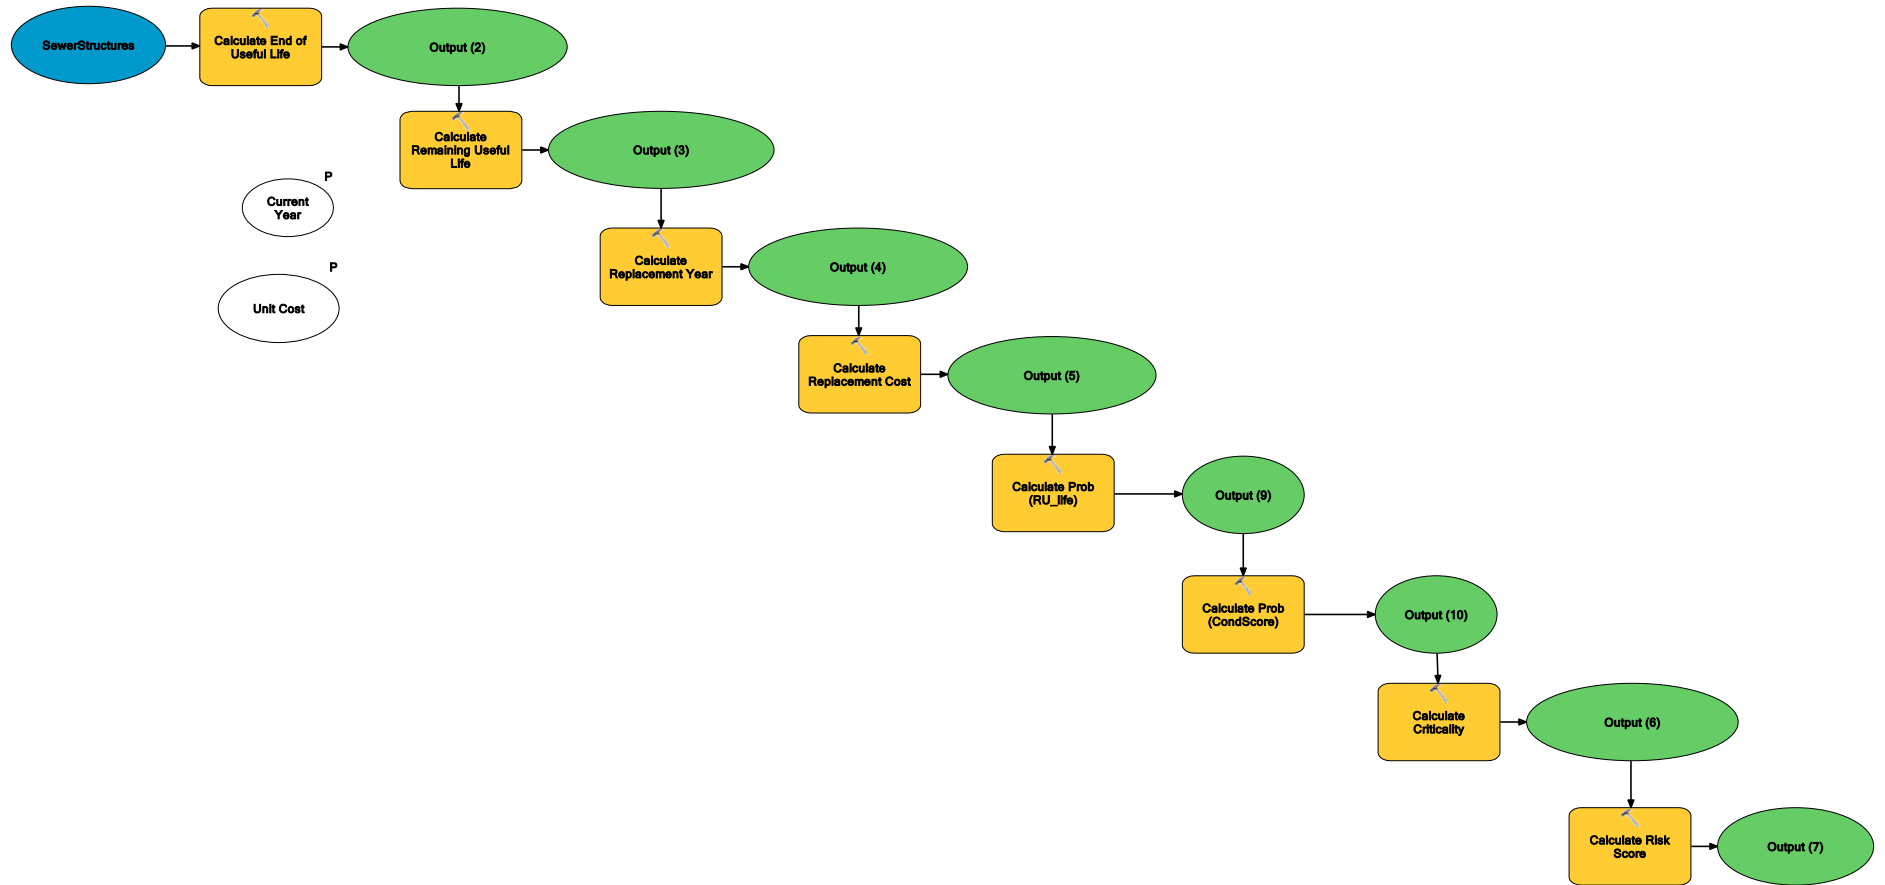 SewerStructures
Calculate End of
Useful Life
Output (2)
Calculate
Remaining Useful
Life
Output (3)
P
Current
Year
Calculate
Replacement Year
Output (4)
P
Unit Cost
Calculate
Replacement Cost
Output (5)
Calculate Prob
(RU_life)
Output (9)
Calculate Prob
(CondScore)
Output (10)
Calculate
Criticality
Output (6)
Calculate Risk
Score
Output (7)